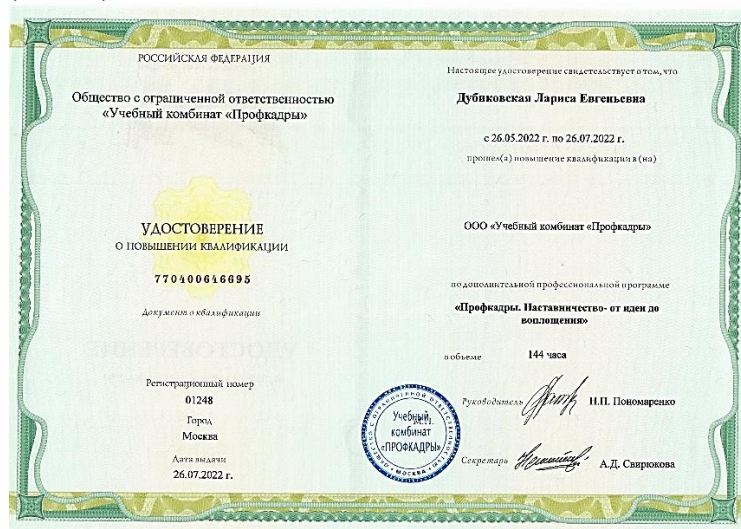 РОССИЙСКАЯ ФЕДЕРАЦИЯ
Общество с ограниченной ответственностью
«Учебный комбинат «Профкадры»
УДОСТОВЕРЕНИЕ
О ПОВЫШЕНИИ КВАЛИФИКАЦИИ
770400646695
Документ о квалификации
Регистрационный номер
01248
Город
Москва
Дата выдачи
26.07.2022 г.
Настоящее удостоверение свидетельствует о том, что
Дубиковская Лариса Евгеньевна
с 26.05.2022 г. по 26.07.2022 г.
прошел(а) повышение квалификации в (на)
ООО «Учебный комбинат «Профкадры»
по дополнительной профессиональной программе
«Профкадры. Наставничество- от идеи до
воплощения»
в объеме 144 часа
Руководитель Н.П. Пономаренко
М.П.
Учебный
комбинат
«ПРОФКАДРЫ»
МОСКВА
Секретарь А.Д. Свирюкова